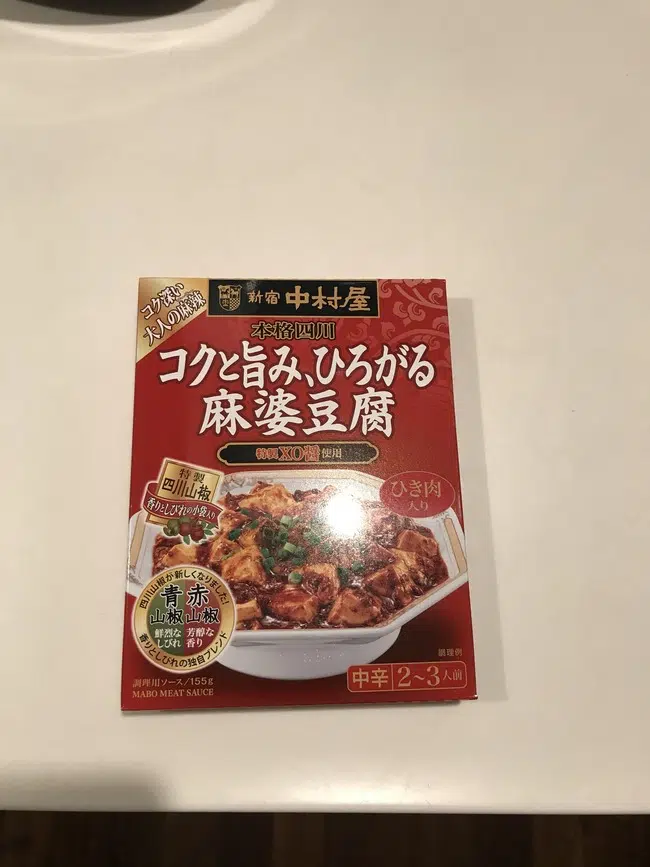 コク深い
大人の麻辣
新宿 中村屋
本格四川
コクと旨み、ひろがる
麻婆豆腐
特製XO醬使用
特製
四川山椒
香りとしびれの小袋入り
ひき肉
入り
四川山椒が新しくなりました!
青山椒
鮮烈な
しびれ
赤山椒
芳醇な
香り
香りとしびれの独自ブレンド
調理例
調理用ソース/155g
MABO MEAT SAUCE
中辛 2~3人前